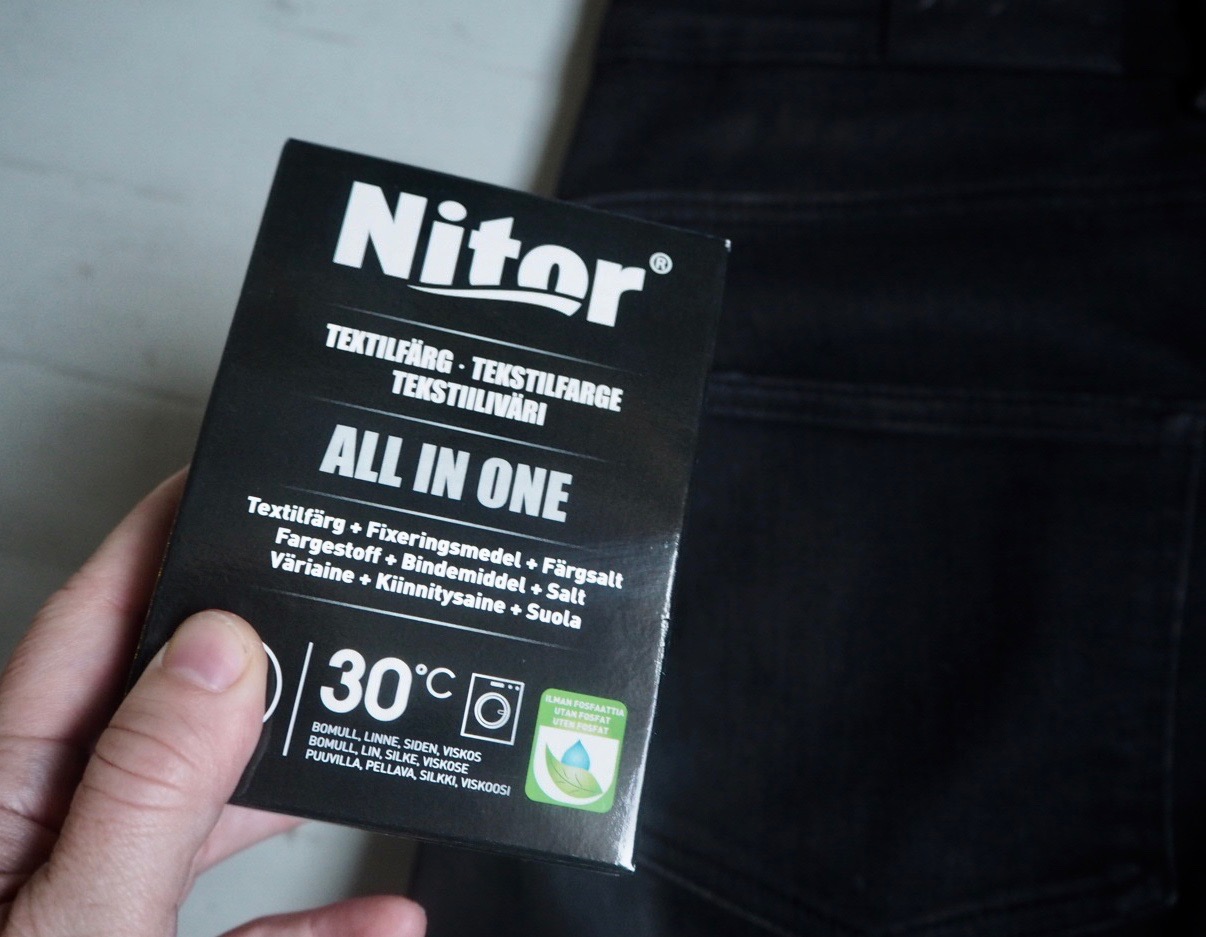 Nitor®
TEXTILFÄRG · TEKSTILFARGE
TEKSTIILIVÄRI
ALL IN ONE
Textilfärg + Fixeringsmedel + Färgsalt
Fargestoff + Bindemiddel + Salt
Väriaine + Kiinnitysaine + Suola
30°C
BOMULL, LINNE, SIDEN, VISKOS
BOMULL, LIN, SILKE, VISKOSE
PUUVILLA, PELLAVA, SILKKI, VISKOOSI
ILMAN FOSFAATTIA
UTAN FOSFAT
UTEN FOSFAT